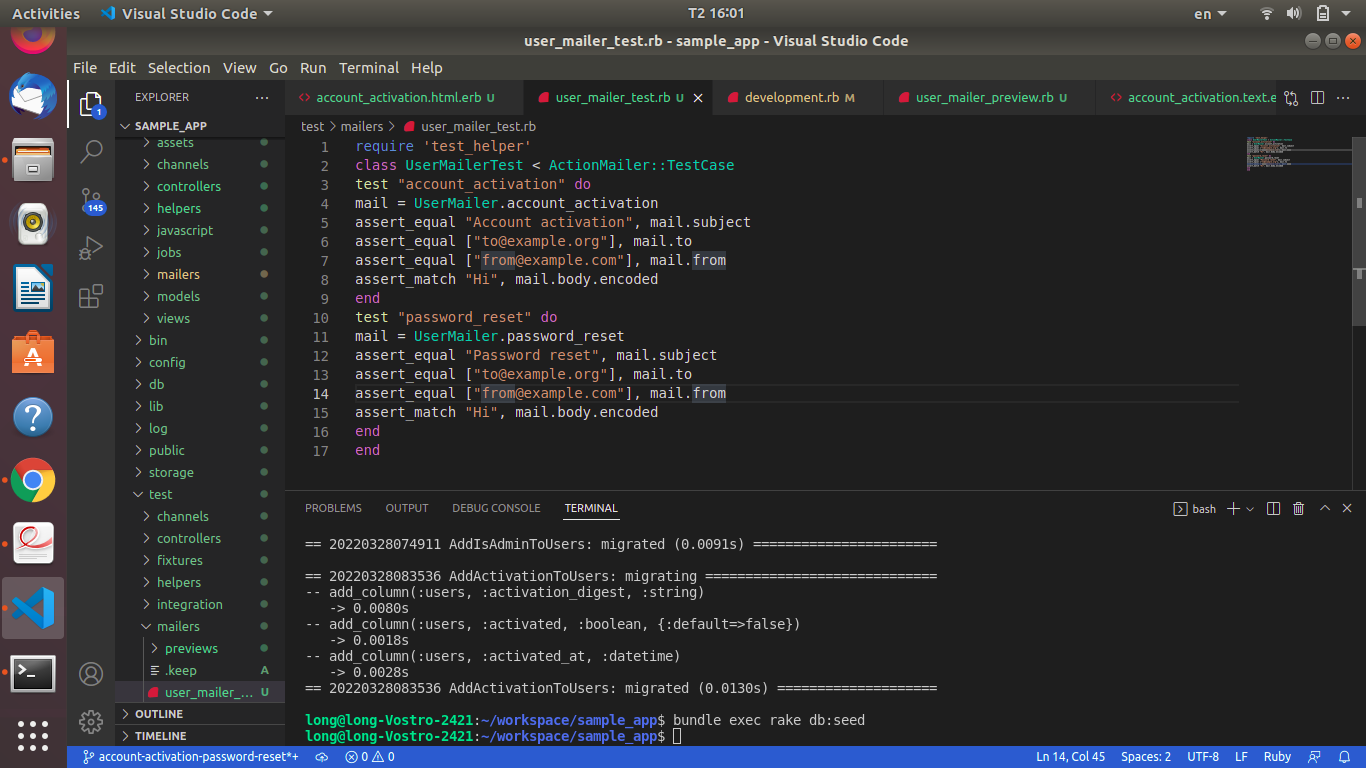 Activities Visual Studio Code T2 16:01 en
user_mailer_test.rb - sample_app - Visual Studio Code
File Edit Selection View Go Run Terminal Help
EXPLORER
SAMPLE_APP
assets
channels
controllers
helpers
javascript
jobs
mailers
models
views
bin
config
db
lib
log
public
storage
test
channels
controllers
fixtures
helpers
integration
mailers
previews
.keep A
user_mailer_... U
OUTLINE
TIMELINE
1
145
account_activation.html.erb U user_mailer_test.rb U development.rb M user_mailer_preview.rb U account_activation.text.e
test > mailers > user_mailer_test.rb
1 require 'test_helper'
2 class UserMailerTest < ActionMailer::TestCase
3 test "account_activation" do
4 mail = UserMailer.account_activation
5 assert_equal "Account activation", mail.subject
6 assert_equal ["to@example.org"], mail.to
7 assert_equal ["from@example.com"], mail.from
8 assert_match "Hi", mail.body.encoded
9 end
10 test "password_reset" do
11 mail = UserMailer.password_reset
12 assert_equal "Password reset", mail.subject
13 assert_equal ["to@example.org"], mail.to
14 assert_equal ["from@example.com"], mail.from
15 assert_match "Hi", mail.body.encoded
16 end
17 end
PROBLEMS OUTPUT DEBUG CONSOLE TERMINAL bash
== 20220328074911 AddIsAdminToUsers: migrated (0.0091s) =======================
== 20220328083536 AddActivationToUsers: migrating =============================
-- add_column(:users, :activation_digest, :string)
-> 0.0080s
-- add_column(:users, :activated, :boolean, {:default=>false})
-> 0.0018s
-- add_column(:users, :activated_at, :datetime)
-> 0.0028s
== 20220328083536 AddActivationToUsers: migrated (0.0130s) ====================
long@long-Vostro-2421:~/workspace/sample_app$ bundle exec rake db:seed
long@long-Vostro-2421:~/workspace/sample_app$
account-activation-password-reset*+ 0 0 Ln 14, Col 45 Spaces: 2 UTF-8 LF Ruby